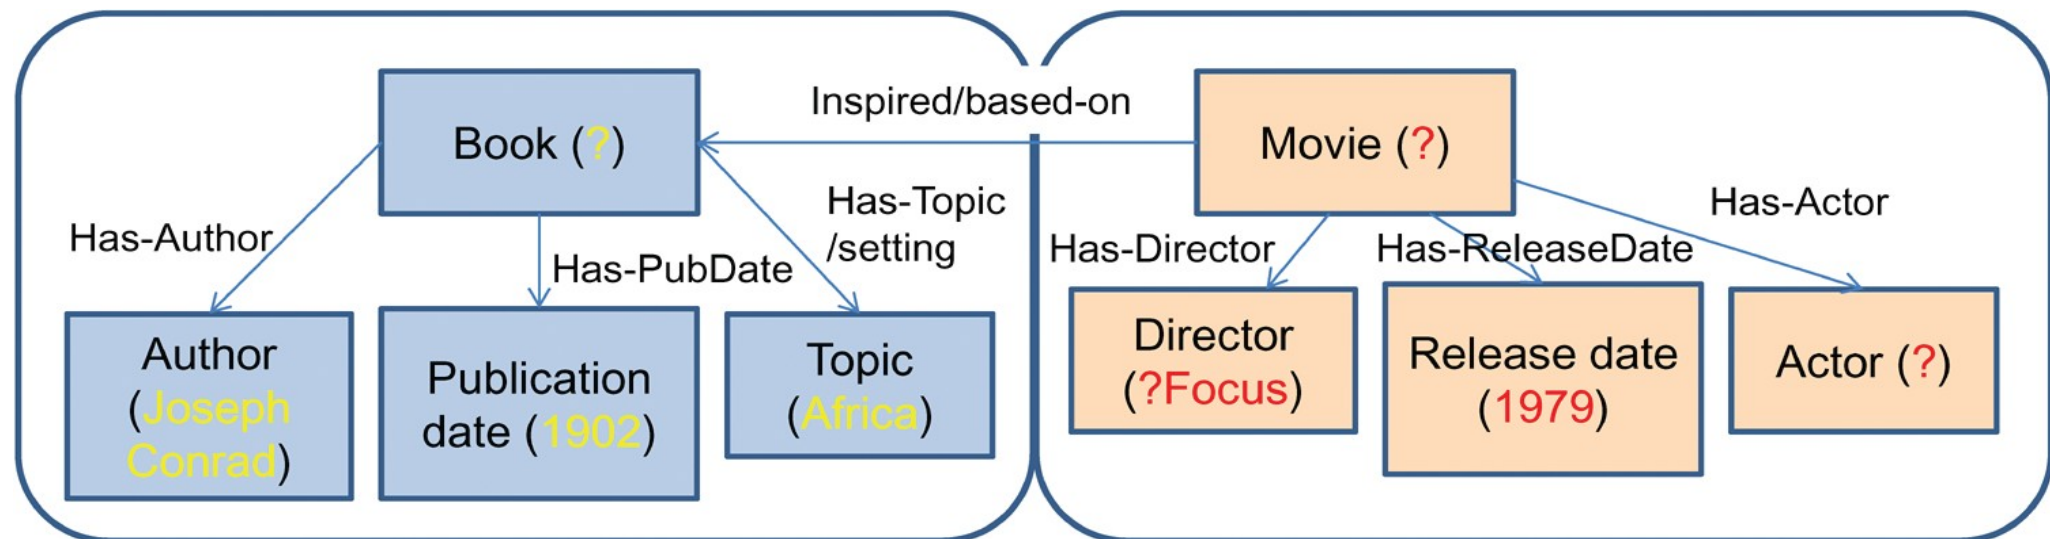 Book (?)
Inspired/based-on
Movie (?)
Has-Author
Has-PubDate
Has-Topic
/setting
Has-Director
Has-ReleaseDate
Has-Actor
Author
(Joseph
Conrad)
Publication
date (1902)
Topic
(Africa)
Director
(?Focus)
Release date
(1979)
Actor (?)